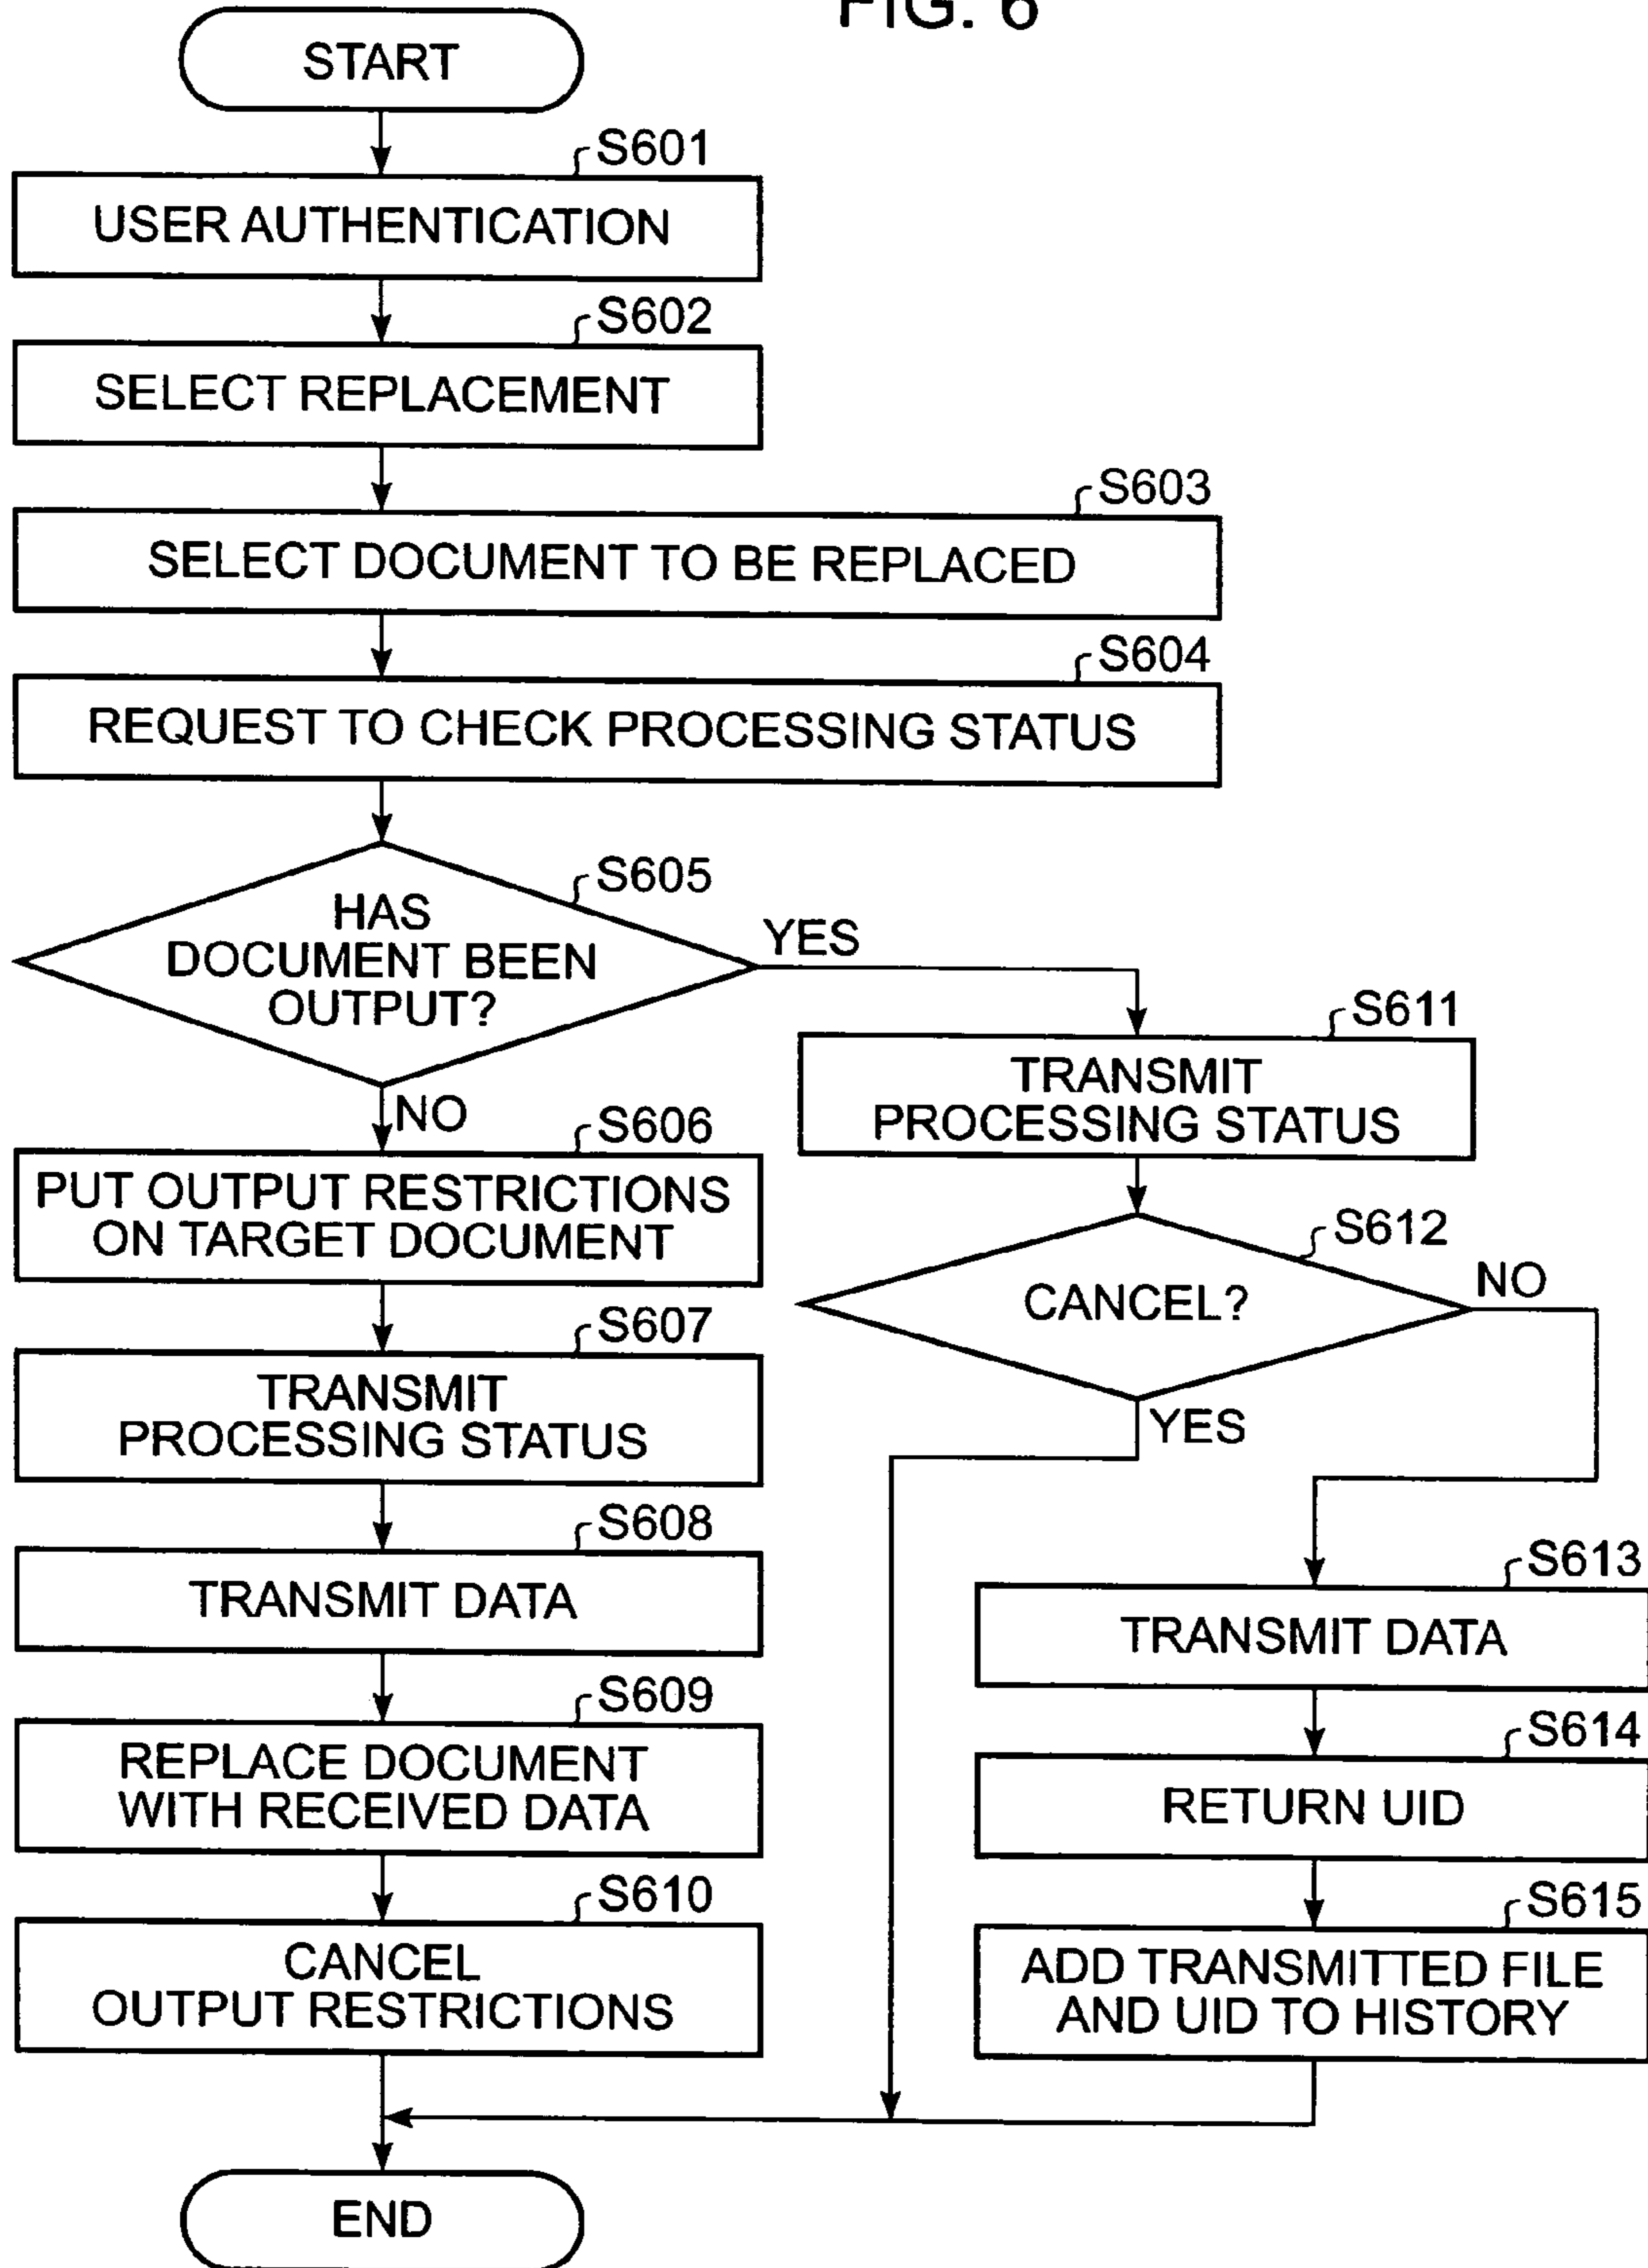 FIG. 6
START
S601
USER AUTHENTICATION
S602
SELECT REPLACEMENT
S603
SELECT DOCUMENT TO BE REPLACED
S604
REQUEST TO CHECK PROCESSING STATUS
S605
HAS
DOCUMENT BEEN
OUTPUT?
YES
NO
S606
PUT OUTPUT RESTRICTIONS
ON TARGET DOCUMENT
S607
TRANSMIT
PROCESSING STATUS
S608
TRANSMIT DATA
S609
REPLACE DOCUMENT
WITH RECEIVED DATA
S610
CANCEL
OUTPUT RESTRICTIONS
S611
TRANSMIT
PROCESSING STATUS
S612
CANCEL?
NO
YES
S613
TRANSMIT DATA
S614
RETURN UID
S615
ADD TRANSMITTED FILE
AND UID TO HISTORY
END